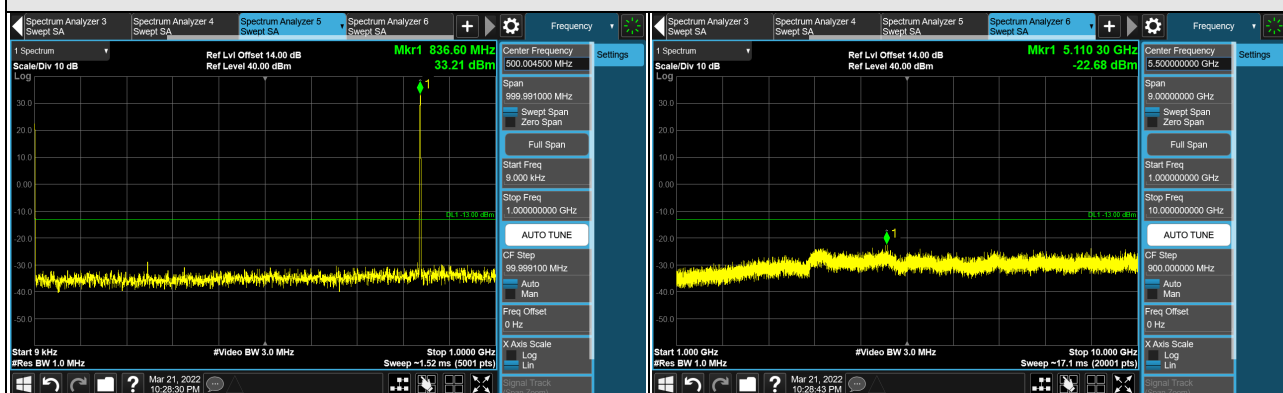 Spectrum Analyzer 3
Swept SA
Spectrum Analyzer 4
Swept SA
Spectrum Analyzer 5
Swept SA
Spectrum Analyzer 6
Swept SA
Frequency
1 Spectrum
Scale/Div 10 dB
Log
Ref Lvl Offset 14.00 dB
Ref Level 40.00 dBm
Mkr1 836.60 MHz
33.21 dBm
1
30.0
20.0
10.0
0.00
-10.0
-20.0
-30.0
-40.0
-50.0
DL1 -13.00 dBm
Start 9 kHz
#Res BW 1.0 MHz
#Video BW 3.0 MHz
Stop 1.0000 GHz
Sweep ~1.52 ms (5001 pts)
Center Frequency
500.004500 MHz
Span
999.991000 MHz
Swept Span
Zero Span
Full Span
Start Freq
9.000 kHz
Stop Freq
1.000000000 GHz
AUTO TUNE
CF Step
99.999100 MHz
Auto
Man
Freq Offset
0 Hz
X Axis Scale
Log
Lin
Signal Track
Settings
?
Mar 21, 2022
10:28:30 PM
Spectrum Analyzer 3
Swept SA
Spectrum Analyzer 4
Swept SA
Spectrum Analyzer 5
Swept SA
Spectrum Analyzer 6
Swept SA
Frequency
1 Spectrum
Scale/Div 10 dB
Log
Ref Lvl Offset 14.00 dB
Ref Level 40.00 dBm
Mkr1 5.110 30 GHz
-22.68 dBm
1
30.0
20.0
10.0
0.00
-10.0
-20.0
-30.0
-40.0
-50.0
DL1 -13.00 dBm
Start 1.000 GHz
#Res BW 1.0 MHz
#Video BW 3.0 MHz
Stop 10.000 GHz
Sweep ~17.1 ms (20001 pts)
Center Frequency
5.500000000 GHz
Span
9.00000000 GHz
Swept Span
Zero Span
Full Span
Start Freq
1.000000000 GHz
Stop Freq
10.000000000 GHz
AUTO TUNE
CF Step
900.000000 MHz
Auto
Man
Freq Offset
0 Hz
X Axis Scale
Log
Lin
Signal Track
Settings
?
Mar 21, 2022
10:28:43 PM